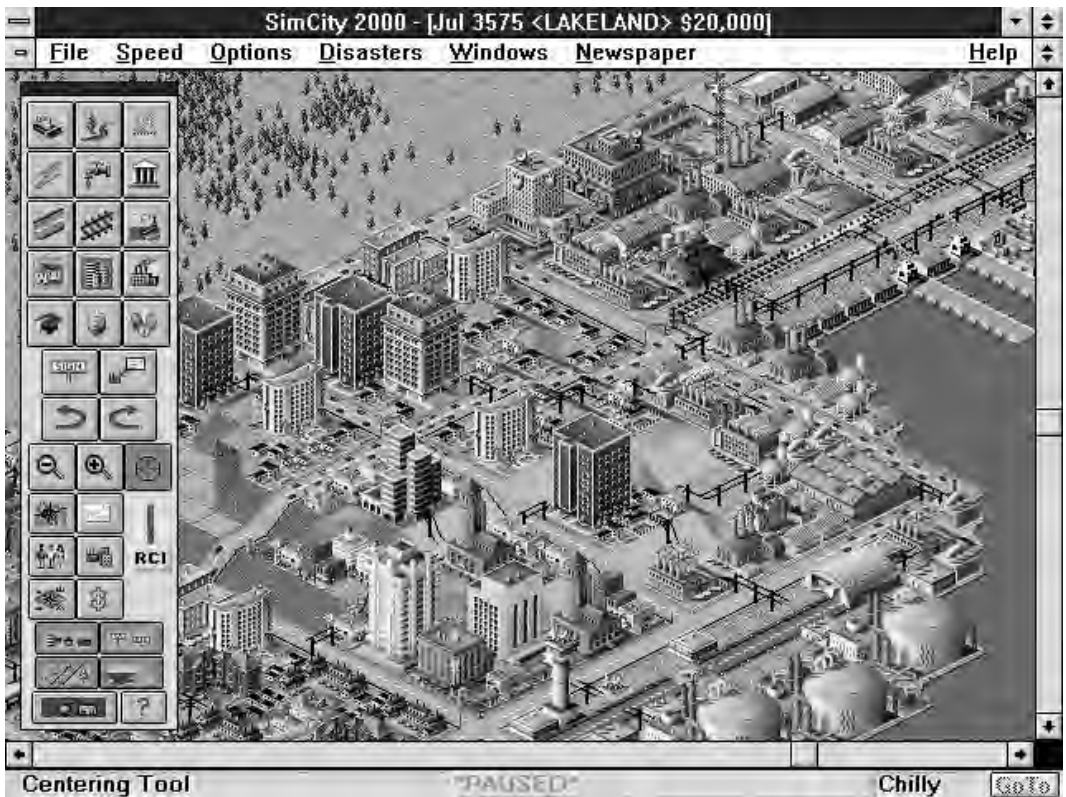 SimCity 2000 - [Jul 3575 <LAKELAND> $20,000]
File Speed Options Disasters Windows Newspaper Help
SIGN
RCI
?
Centering Tool "PAUSED" Chilly GoTo